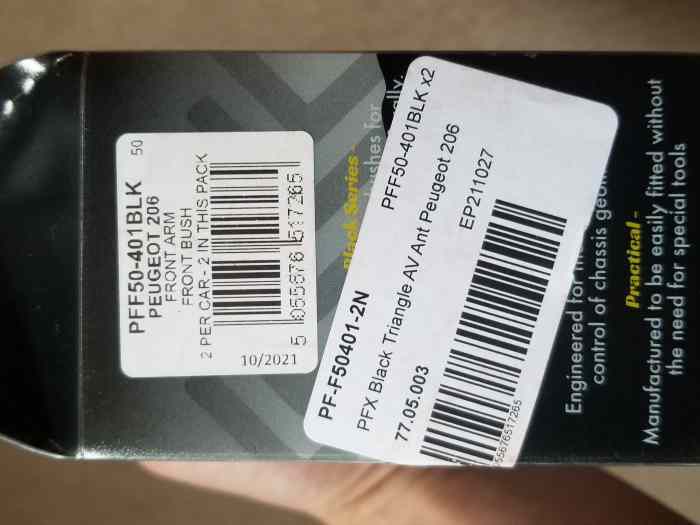 PFF50-401BLK
50
PEUGEOT 206
FRONT ARM
FRONT BUSH
2 PER CAR - 2 IN THIS PACK
5 055676 517265
10/2021
Black Series -
PFF50-401BLK x2
PF-F50401-2N
PFX Black Triangle AV Ant Peugeot 206
77.05.003
EP211027
Engineered for
control of chassis
Practical -
Manufactured to be easily fitted without
the need for special tools